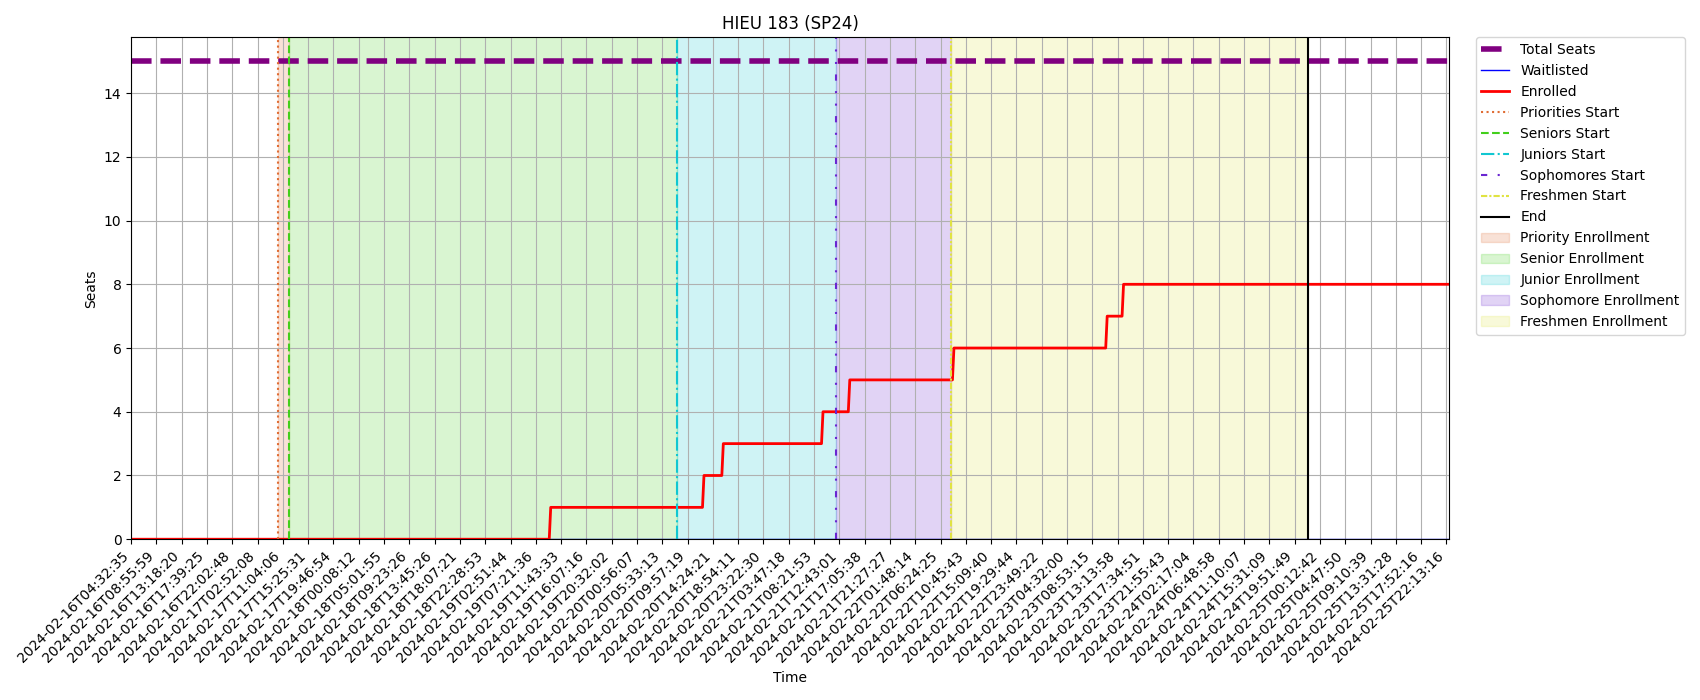 HIEU 183 (SP24)
Seats
14
12
10
8
6
4
2
0
2024-02-16T04:32:35
2024-02-16T08:55:59
2024-02-16T13:18:20
2024-02-16T17:39:25
2024-02-16T22:02:48
2024-02-17T02:52:08
2024-02-17T11:04:06
2024-02-17T15:25:31
2024-02-17T19:46:54
2024-02-18T00:08:12
2024-02-18T05:01:55
2024-02-18T09:23:26
2024-02-18T13:45:26
2024-02-18T18:07:21
2024-02-18T22:28:53
2024-02-19T02:51:44
2024-02-19T07:21:36
2024-02-19T11:43:33
2024-02-19T16:07:16
2024-02-19T20:32:02
2024-02-20T00:56:07
2024-02-20T05:33:13
2024-02-20T09:57:19
2024-02-20T14:24:21
2024-02-20T18:54:11
2024-02-20T23:22:30
2024-02-21T03:47:18
2024-02-21T08:21:53
2024-02-21T12:43:01
2024-02-21T17:05:38
2024-02-21T21:27:27
2024-02-22T01:48:14
2024-02-22T06:24:25
2024-02-22T10:45:43
2024-02-22T15:09:40
2024-02-22T19:29:44
2024-02-22T23:49:22
2024-02-23T04:32:00
2024-02-23T08:53:15
2024-02-23T13:13:58
2024-02-23T17:34:51
2024-02-23T21:55:43
2024-02-24T02:17:04
2024-02-24T06:48:58
2024-02-24T11:10:07
2024-02-24T15:31:09
2024-02-24T19:51:49
2024-02-25T00:12:42
2024-02-25T04:47:50
2024-02-25T09:10:39
2024-02-25T13:31:28
2024-02-25T17:52:16
2024-02-25T22:13:16
Time
Total Seats
Waitlisted
Enrolled
Priorities Start
Seniors Start
Juniors Start
Sophomores Start
Freshmen Start
End
Priority Enrollment
Senior Enrollment
Junior Enrollment
Sophomore Enrollment
Freshmen Enrollment